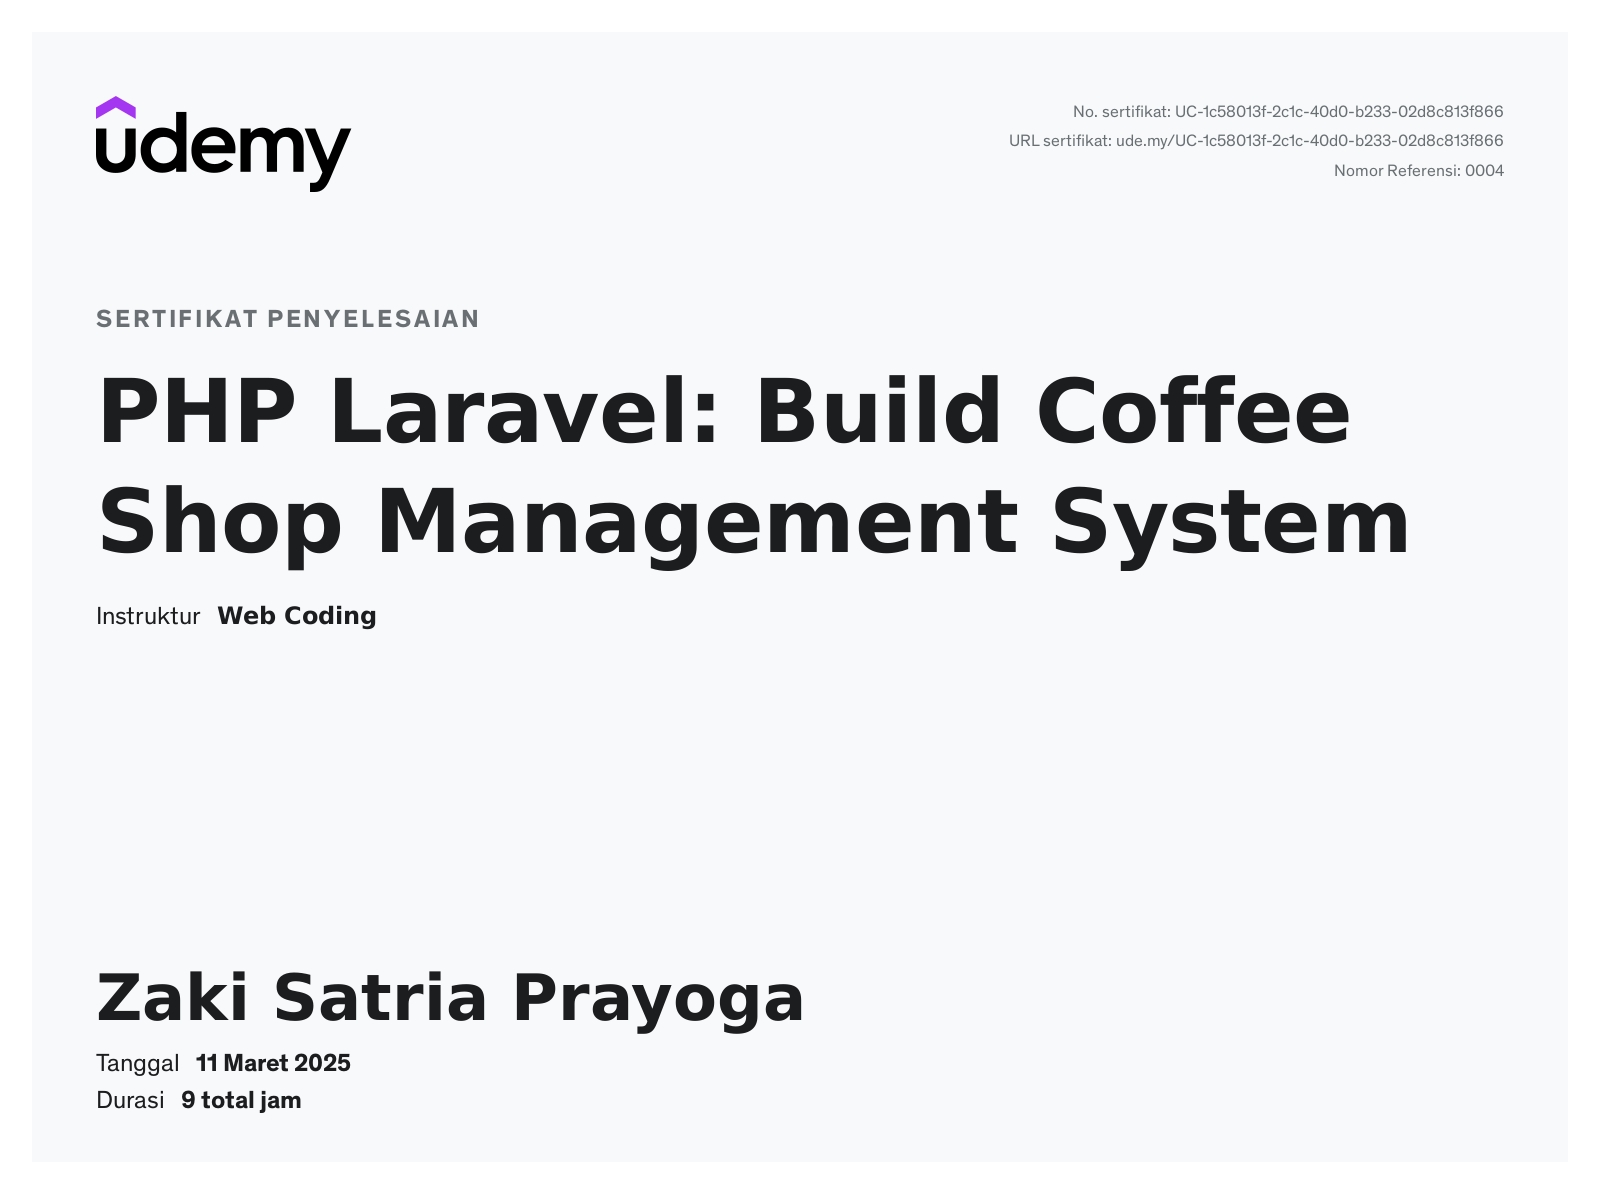 udemy
No. sertifikat: UC-1c58013f-2c1c-40d0-b233-02d8c813f866
URL sertifikat: ude.my/UC-1c58013f-2c1c-40d0-b233-02d8c813f866
Nomor Referensi: 0004
SERTIFIKAT PENYELESAIAN
PHP Laravel: Build Coffee
Shop Management System
Instruktur Web Coding
Zaki Satria Prayoga
Tanggal 11 Maret 2025
Durasi 9 total jam